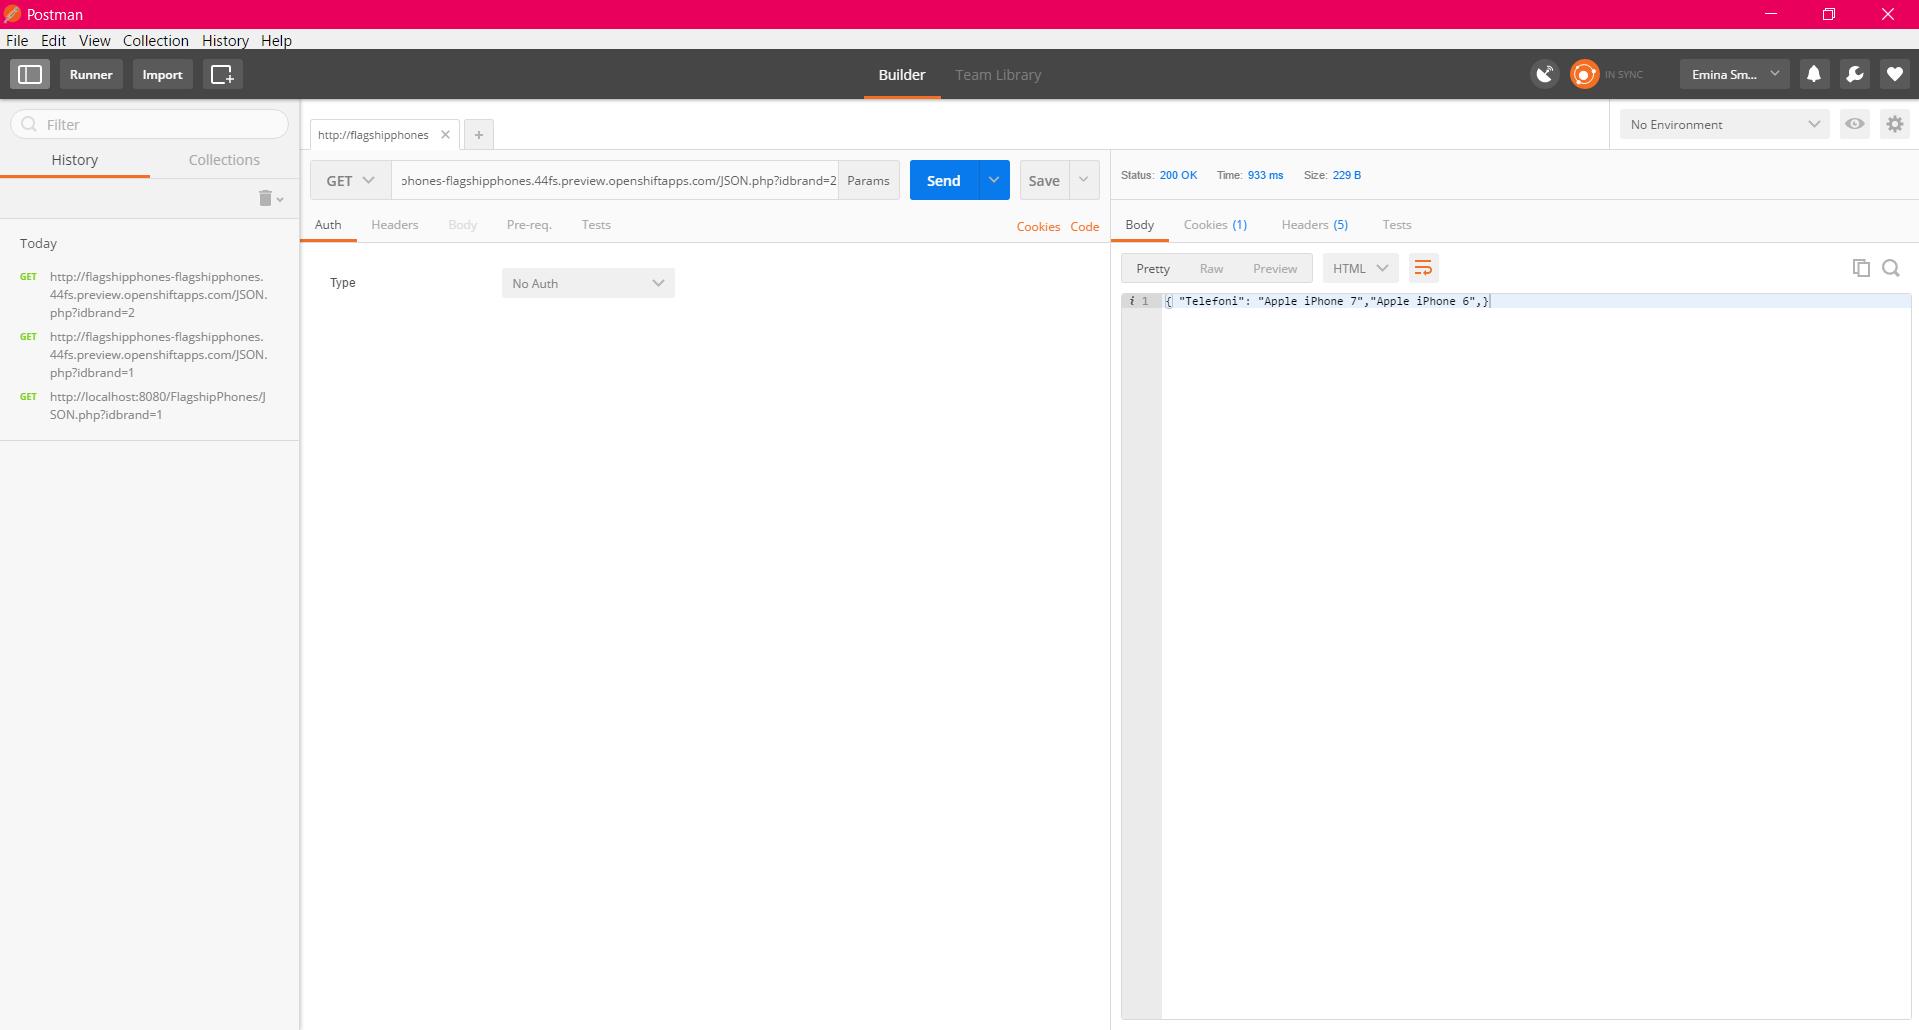 Postman
File Edit View Collection History Help
Runner Import Builder Team Library IN SYNC Emina Sm...
Filter
History Collections
Today
GET http://flagshipphones-flagshipphones.
44fs.preview.openshiftapps.com/JSON.
php?idbrand=2
GET http://flagshipphones-flagshipphones.
44fs.preview.openshiftapps.com/JSON.
php?idbrand=1
GET http://localhost:8080/FlagshipPhones/J
SON.php?idbrand=1
http://flagshipphones
No Environment
GET phones-flagshipphones.44fs.preview.openshiftapps.com/JSON.php?idbrand=2 Params Send Save
Auth Headers Body Pre-req. Tests Cookies Code
Type No Auth
Status: 200 OK Time: 933 ms Size: 229 B
Body Cookies (1) Headers (5) Tests
Pretty Raw Preview HTML
i 1 { "Telefoni": "Apple iPhone 7","Apple iPhone 6",}